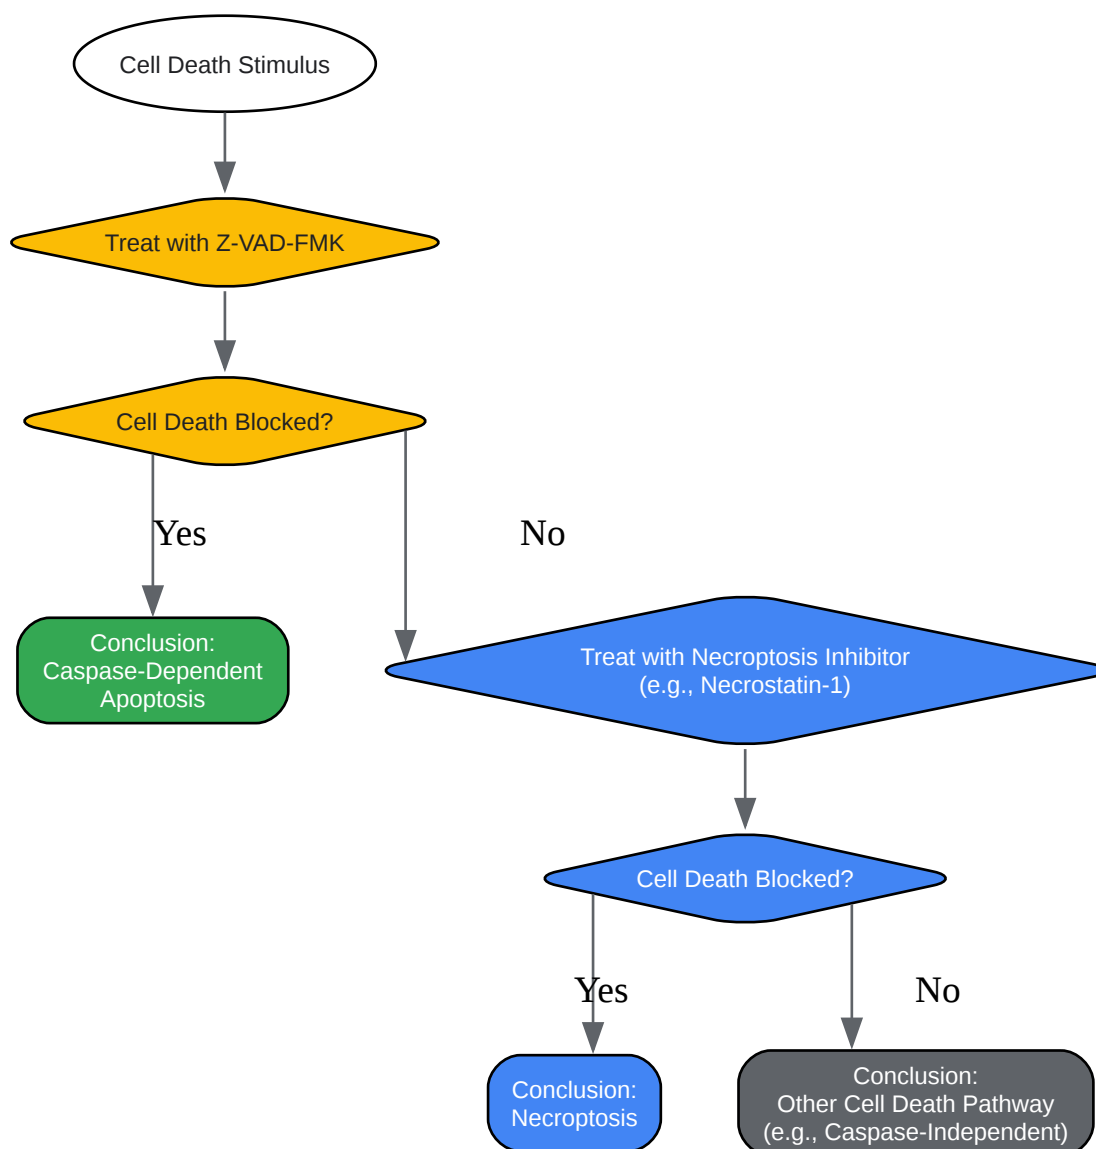 Cell Death Stimulus
Treat with Z-VAD-FMK
Cell Death Blocked?
Yes
No
Conclusion:
Caspase-Dependent
Apoptosis
Treat with Necroptosis Inhibitor
(e.g., Necrostatin-1)
Cell Death Blocked?
Yes
No
Conclusion:
Necroptosis
Conclusion:
Other Cell Death Pathway
(e.g., Caspase-Independent)